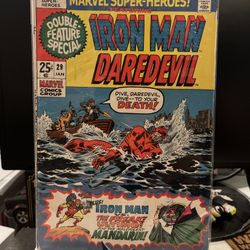 MARVEL SUPER-HEROES!
DOUBLE-
FEATURE
SPECIAL
IRON MAN
DAREDEVIL
25¢
29
JAN
MARVEL
COMICS
GROUP
DIVE, DAREDEVIL,
DIVE--TO YOUR
DEATH!
IRON MAN
MANDARIN!